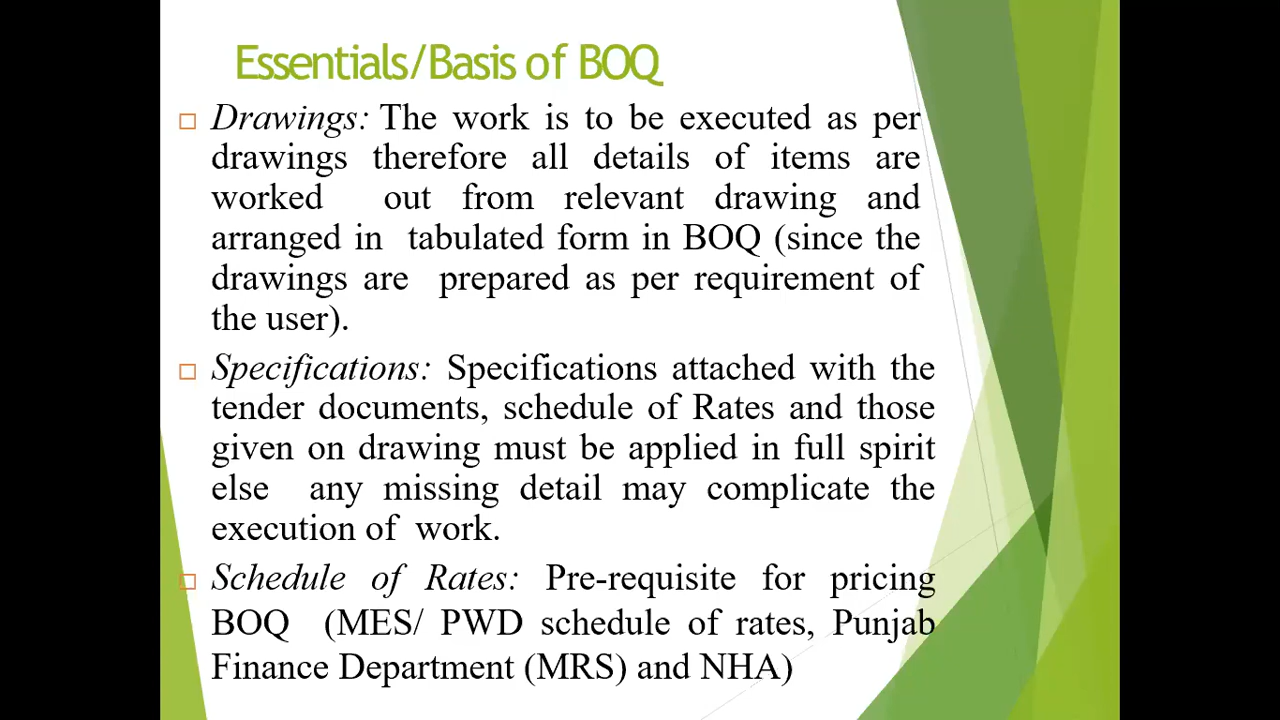 Essentials/Basis of BOQ
Drawings: The work is to be executed as per
drawings therefore all details of items are
worked out from relevant drawing and
arranged in tabulated form in BOQ (since the
drawings are prepared as per requirement of
the user).
Specifications: Specifications attached with the
tender documents, schedule of Rates and those
given on drawing must be applied in full spirit
else any missing detail may complicate the
execution of work.
Schedule of Rates: Pre-requisite for pricing
BOQ (MES/ PWD schedule of rates, Punjab
Finance Department (MRS) and NHA)